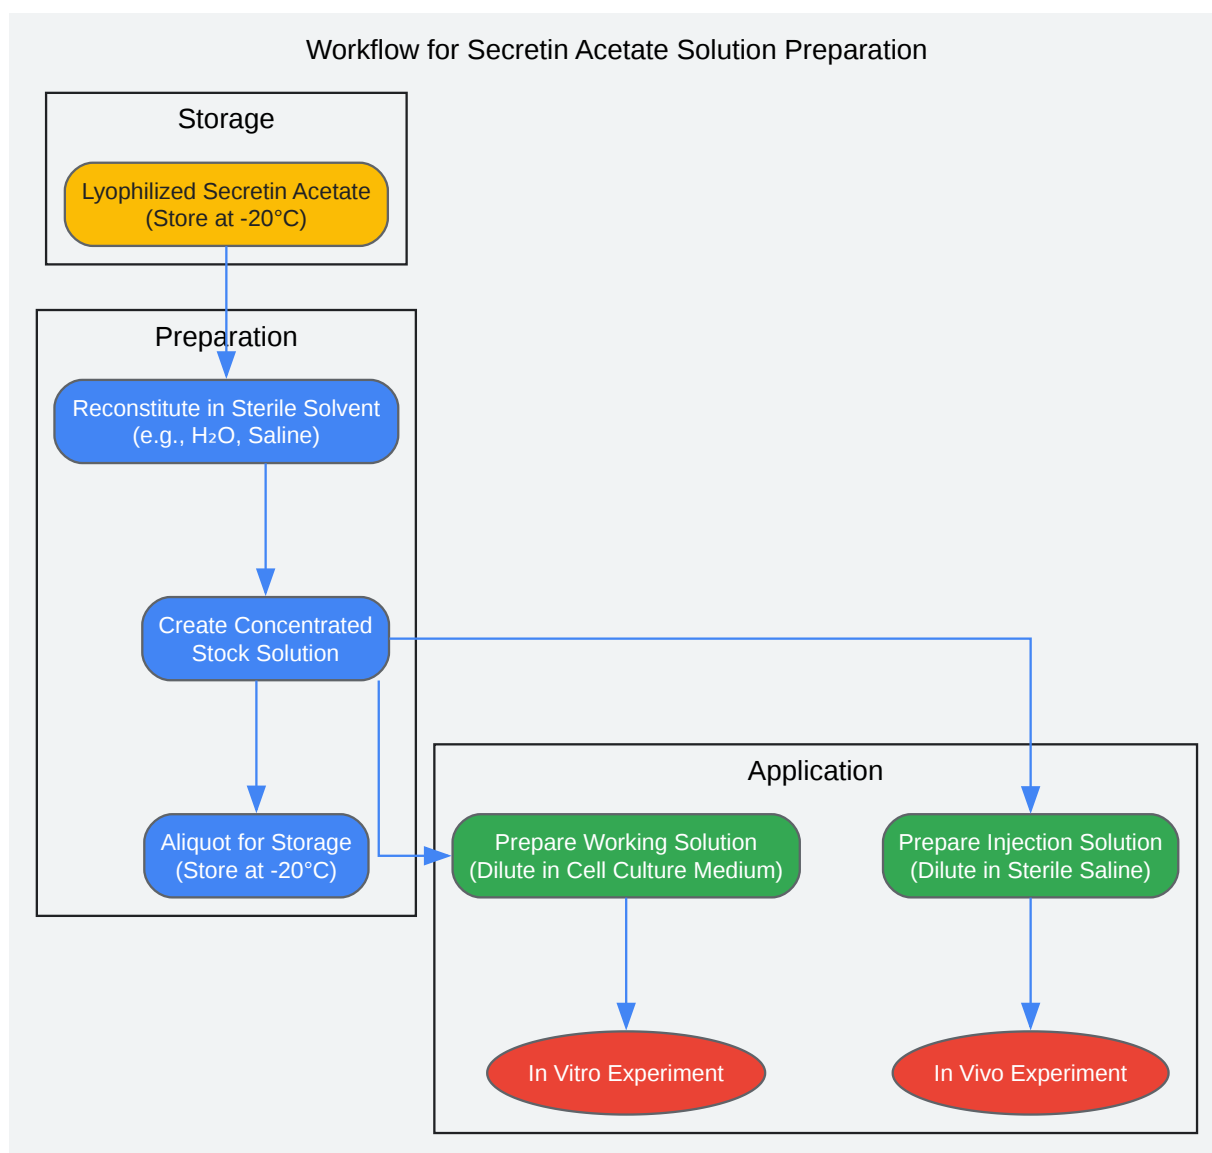 Workflow for Secretin Acetate Solution Preparation
Storage
Lyophilized Secretin Acetate
(Store at -20°C)
Preparation
Reconstitute in Sterile Solvent
(e.g., H₂O, Saline)
Create Concentrated
Stock Solution
Aliquot for Storage
(Store at -20°C)
Application
Prepare Working Solution
(Dilute in Cell Culture Medium)
Prepare Injection Solution
(Dilute in Sterile Saline)
In Vitro Experiment
In Vivo Experiment